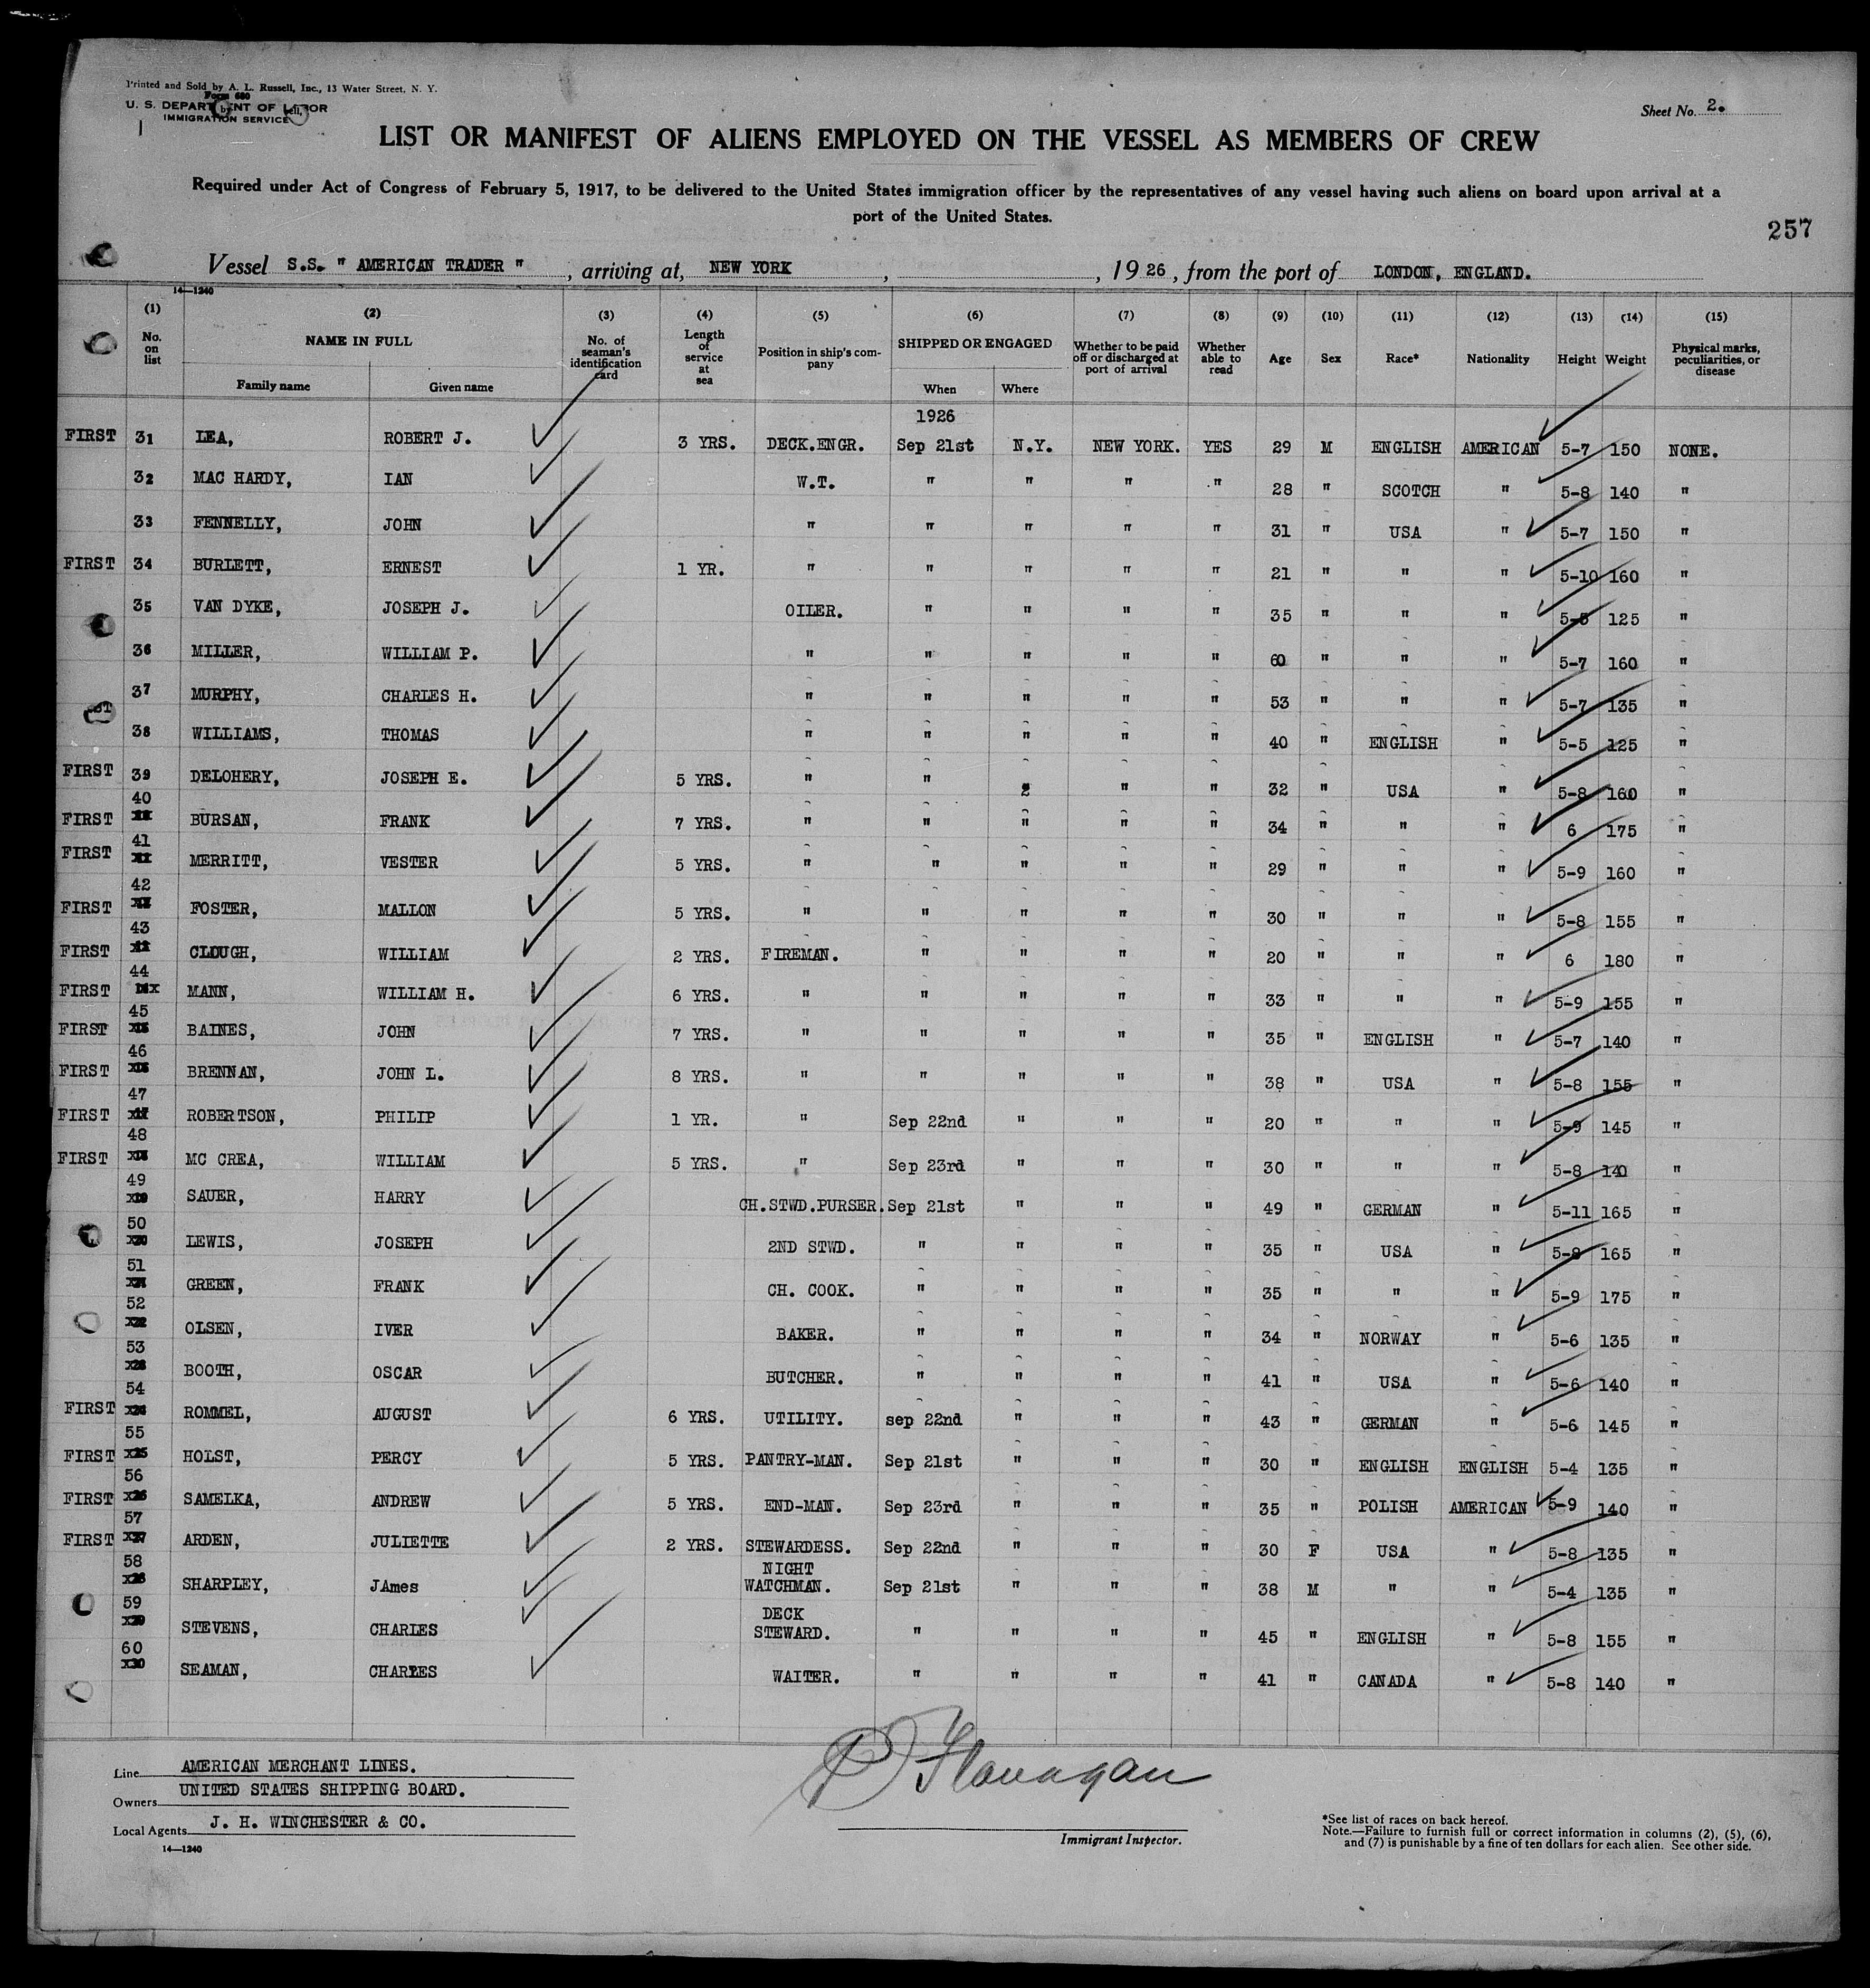 Printed and Sold by A. L. Russell, Inc., 13 Water Street, N. Y.
Form 680
U. S. DEPARTMENT OF LABOR
IMMIGRATION SERVICE
Sheet No. 2.
LIST OR MANIFEST OF ALIENS EMPLOYED ON THE VESSEL AS MEMBERS OF CREW
Required under Act of Congress of February 5, 1917, to be delivered to the United States immigration officer by the representatives of any vessel having such aliens on board upon arrival at a
port of the United States.
257
Vessel S.S. " AMERICAN TRADER " , arriving at, NEW YORK , , 1926 , from the port of LONDON, ENGLAND.
14—1240
(1) (2) (3) (4) (5) (6) (7) (8) (9) (10) (11) (12) (13) (14) (15)
No. on list NAME IN FULL Family name Given name No. of seaman's identification card Length of service at sea Position in ship's company SHIPPED OR ENGAGED When Where Whether to be paid off or discharged at port of arrival Whether able to read Age Sex Race* Nationality Height Weight Physical marks, peculiarities, or disease
1926
FIRST 31 LEA, ROBERT J. 3 YRS. DECK.ENGR. Sep 21st N.Y. NEW YORK. YES 29 M ENGLISH AMERICAN 5-7 150 NONE.
32 MAC HARDY, IAN W.T. " " " " 28 " SCOTCH " 5-8 140 "
33 FENNELLY, JOHN " " " " " 31 " USA " 5-7 150 "
FIRST 34 BURLETT, ERNEST 1 YR. " " " " " 21 " " " 5-10 160 "
35 VAN DYKE, JOSEPH J. OILER. " " " " 35 " " " 5-5 125 "
36 MILLER, WILLIAM P. " " " " " 60 " " " 5-7 160 "
37 MURPHY, CHARLES H. " " " " " 53 " " " 5-7 135 "
38 WILLIAMS, THOMAS " " " " " 40 " ENGLISH " 5-5 125 "
FIRST 39 DELOHERY, JOSEPH E. 5 YRS. " " " " 32 " USA " 5-8 160 "
FIRST 40 BURSAN, FRANK 7 YRS. " " " " " 34 " " " 6 175 "
FIRST 41 MERRITT, VESTER 5 YRS. " " " " " 29 " " " 5-9 160 "
FIRST 42 FOSTER, MALLON 5 YRS. " " " " " 30 " " " 5-8 155 "
FIRST 43 CLOUGH, WILLIAM 2 YRS. FIREMAN. " " " " 20 " " " 6 180 "
FIRST 44 MANN, WILLIAM H. 6 YRS. " " " " " 33 " " " 5-9 155 "
FIRST 45 BAINES, JOHN 7 YRS. " " " " " 35 " ENGLISH " 5-7 140 "
FIRST 46 BRENNAN, JOHN L. 8 YRS. " " " " " 38 " USA " 5-8 155 "
FIRST 47 ROBERTSON, PHILIP 1 YR. " Sep 22nd " " " 20 " " " 5-9 145 "
FIRST 48 MC CREA, WILLIAM 5 YRS. " Sep 23rd " " " 30 " " " 5-8 140 "
49 SAUER, HARRY CH.STWD.PURSER. Sep 21st " " " 49 " GERMAN " 5-11 165 "
50 LEWIS, JOSEPH 2ND STWD. " " " " 35 " USA " 5-8 165 "
51 GREEN, FRANK CH. COOK. " " " " 35 " " " 5-9 175 "
52 OLSEN, IVER BAKER. " " " " 34 " NORWAY " 5-6 135 "
53 BOOTH, OSCAR BUTCHER. " " " " 41 " USA " 5-6 140 "
FIRST 54 ROMMEL, AUGUST 6 YRS. UTILITY. sep 22nd " " " 43 " GERMAN " 5-6 145 "
FIRST 55 HOLST, PERCY 5 YRS. PANTRY-MAN. Sep 21st " " " 30 " ENGLISH ENGLISH 5-4 135 "
FIRST 56 SAMELKA, ANDREW 5 YRS. END-MAN. Sep 23rd " " " 35 " POLISH AMERICAN 5-9 140 "
FIRST 57 ARDEN, JULIETTE 2 YRS. STEWARDESS. Sep 22nd " " " 30 F USA " 5-8 135 "
58 SHARPLEY, JAmes NIGHT WATCHMAN. Sep 21st " " " 38 M " " 5-4 135 "
59 STEVENS, CHARLES DECK STEWARD. " " " " 45 " ENGLISH " 5-8 155 "
60 SEAMAN, CHARLES WAITER. " " " " 41 " CANADA " 5-8 140 "
Line AMERICAN MERCHANT LINES.
Owners UNITED STATES SHIPPING BOARD.
Local Agents J. H. WINCHESTER & CO.
14—1240
Flanagan
Immigrant Inspector.
*See list of races on back hereof.
Note.—Failure to furnish full or correct information in columns (2), (5), (6),
and (7) is punishable by a fine of ten dollars for each alien. See other side.